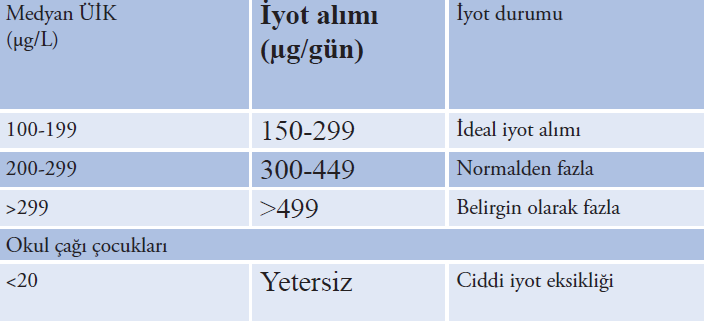 Medyan ÜİK
(μg/L)
İyot alımı
(μg/gün)
İyot durumu
100-199
150-299
İdeal iyot alımı
200-299
300-449
Normalden fazla
>299
>499
Belirgin olarak fazla
Okul çağı çocukları
<20
Yetersiz
Ciddi iyot eksikliği